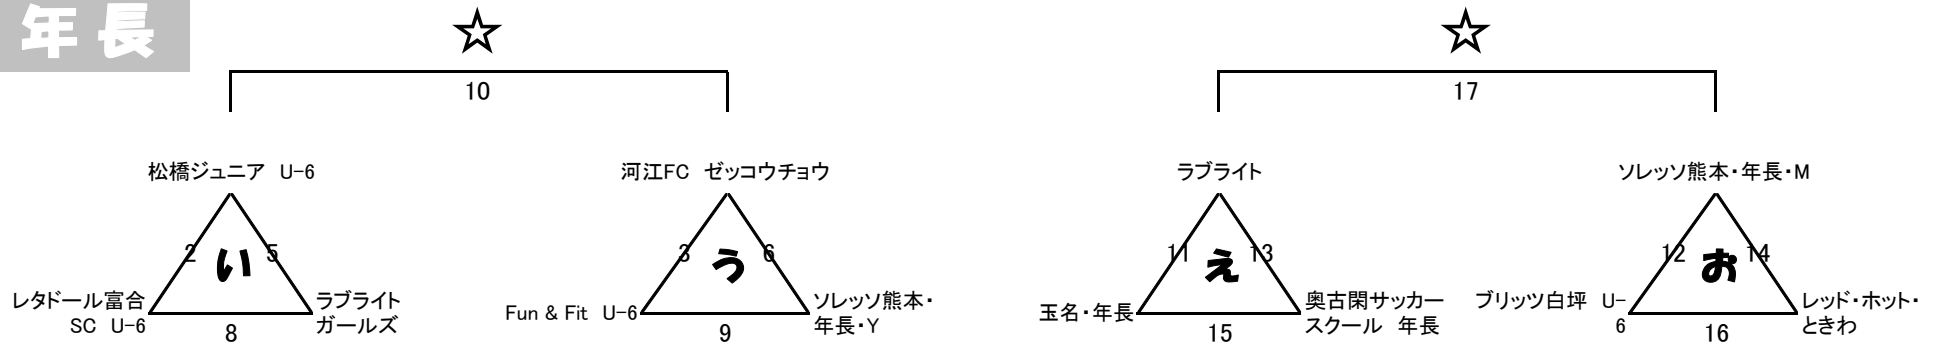 年長
☆
☆
10
17
松橋ジュニア U-6
河江FC ゼッコウチョウ
ラブライト
ソレッソ熊本・年長・M
2
い
5
3
う
6
11
え
13
12
お
14
レタドール富合
SC U-6
ラブライト
ガールズ
8
Fun & Fit U-6
ソレッソ熊本・
年長・Y
9
玉名・年長
奥古閑サッカー
スクール 年長
15
ブリッツ白坪 U-
6
レッド・ホット・
ときわ
16